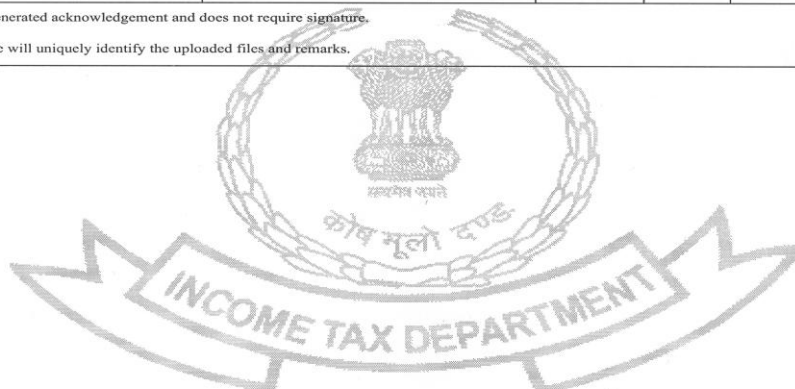 enerated acknowledgement and does not require signature.
e will uniquely identify the uploaded files and remarks.
सत्यमेव जयते
कोष मूलो दण्डः
INCOME TAX DEPARTMENT